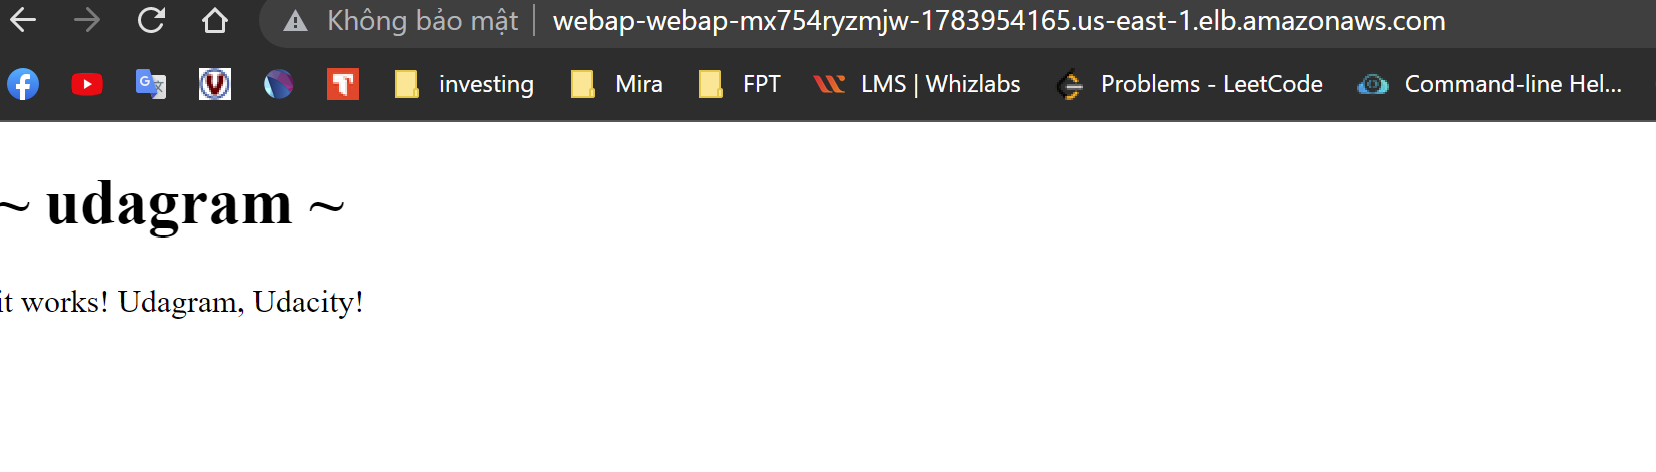 Không bảo mật | webap-webap-mx754ryzmjw-1783954165.us-east-1.elb.amazonaws.com
investing Mira FPT LMS | Whizlabs Problems - LeetCode Command-line Hel...
~ udagram ~
it works! Udagram, Udacity!